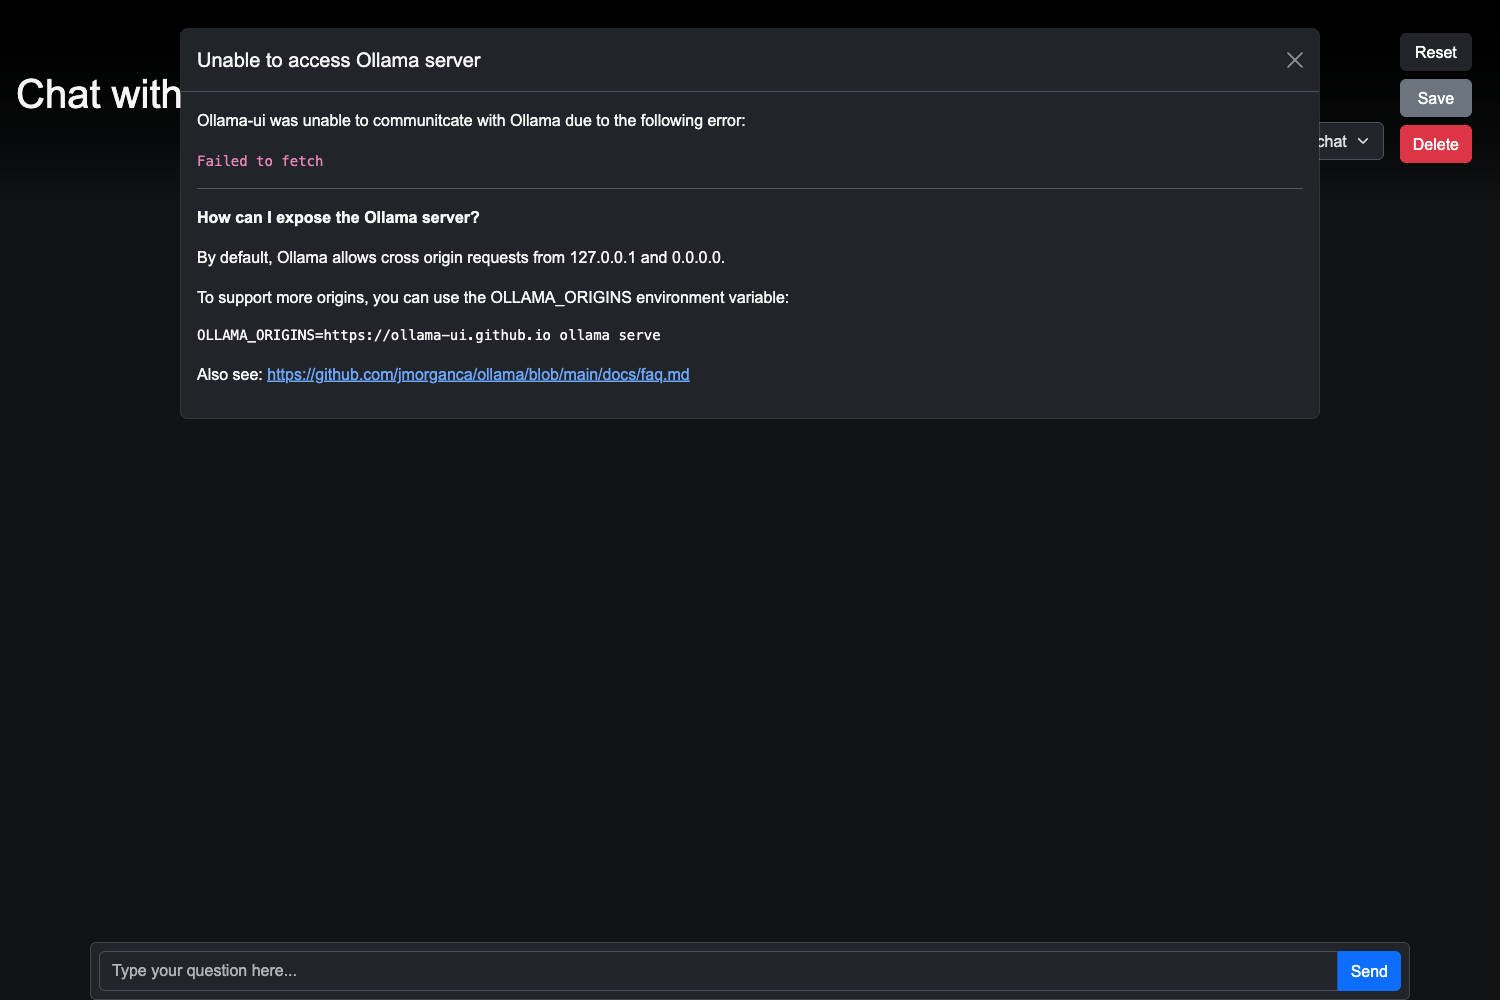 Unable to access Ollama server
Reset
Chat with
Save
Ollama-ui was unable to communitcate with Ollama due to the following error:
chat
Delete
Failed to fetch
How can I expose the Ollama server?
By default, Ollama allows cross origin requests from 127.0.0.1 and 0.0.0.0.
To support more origins, you can use the OLLAMA_ORIGINS environment variable:
OLLAMA_ORIGINS=https://ollama-ui.github.io ollama serve
Also see: https://github.com/jmorganca/ollama/blob/main/docs/faq.md
Type your question here...
Send